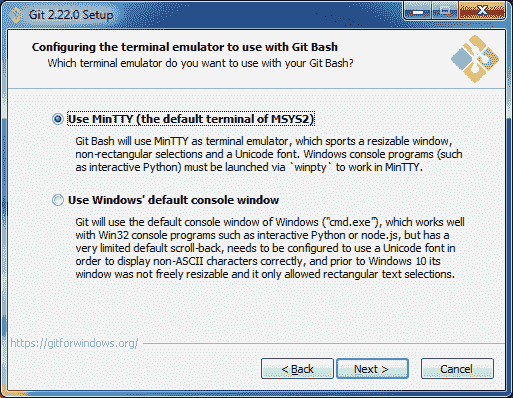 Git 2.22.0 Setup
Configuring the terminal emulator to use with Git Bash
Which terminal emulator do you want to use with your Git Bash?
Use MinTTY (the default terminal of MSYS2)
Git Bash will use MinTTY as terminal emulator, which sports a resizable window,
non-rectangular selections and a Unicode font. Windows console programs (such
as interactive Python) must be launched via `winpty` to work in MinTTY.
Use Windows' default console window
Git will use the default console window of Windows ("cmd.exe"), which works well
with Win32 console programs such as interactive Python or node.js, but has a
very limited default scroll-back, needs to be configured to use a Unicode font in
order to display non-ASCII characters correctly, and prior to Windows 10 its
window was not freely resizable and it only allowed rectangular text selections.
https://gitforwindows.org/
< Back
Next >
Cancel